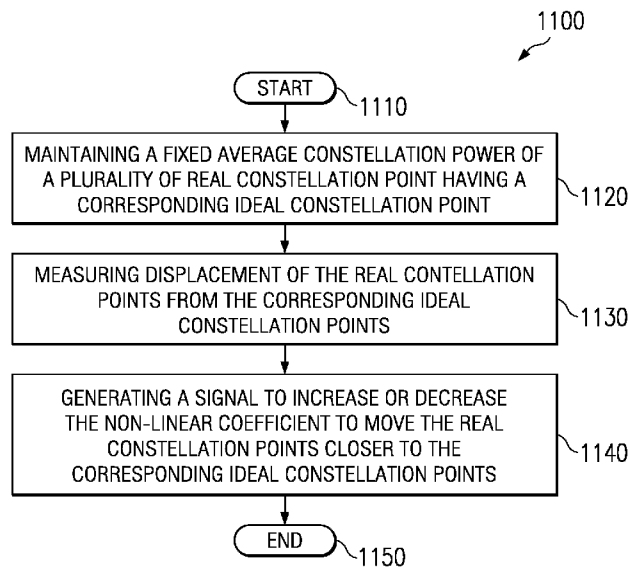 1100
START
1110
MAINTAINING A FIXED AVERAGE CONSTELLATION POWER OF
A PLURALITY OF REAL CONSTELLATION POINT HAVING A
CORRESPONDING IDEAL CONSTELLATION POINT
1120
MEASURING DISPLACEMENT OF THE REAL CONTELLATION
POINTS FROM THE CORRESPONDING IDEAL
CONSTELLATION POINTS
1130
GENERATING A SIGNAL TO INCREASE OR DECREASE
THE NON-LINEAR COEFFICIENT TO MOVE THE REAL
CONSTELLATION POINTS CLOSER TO THE
CORRESPONDING IDEAL CONSTELLATION POINTS
1140
END
1150